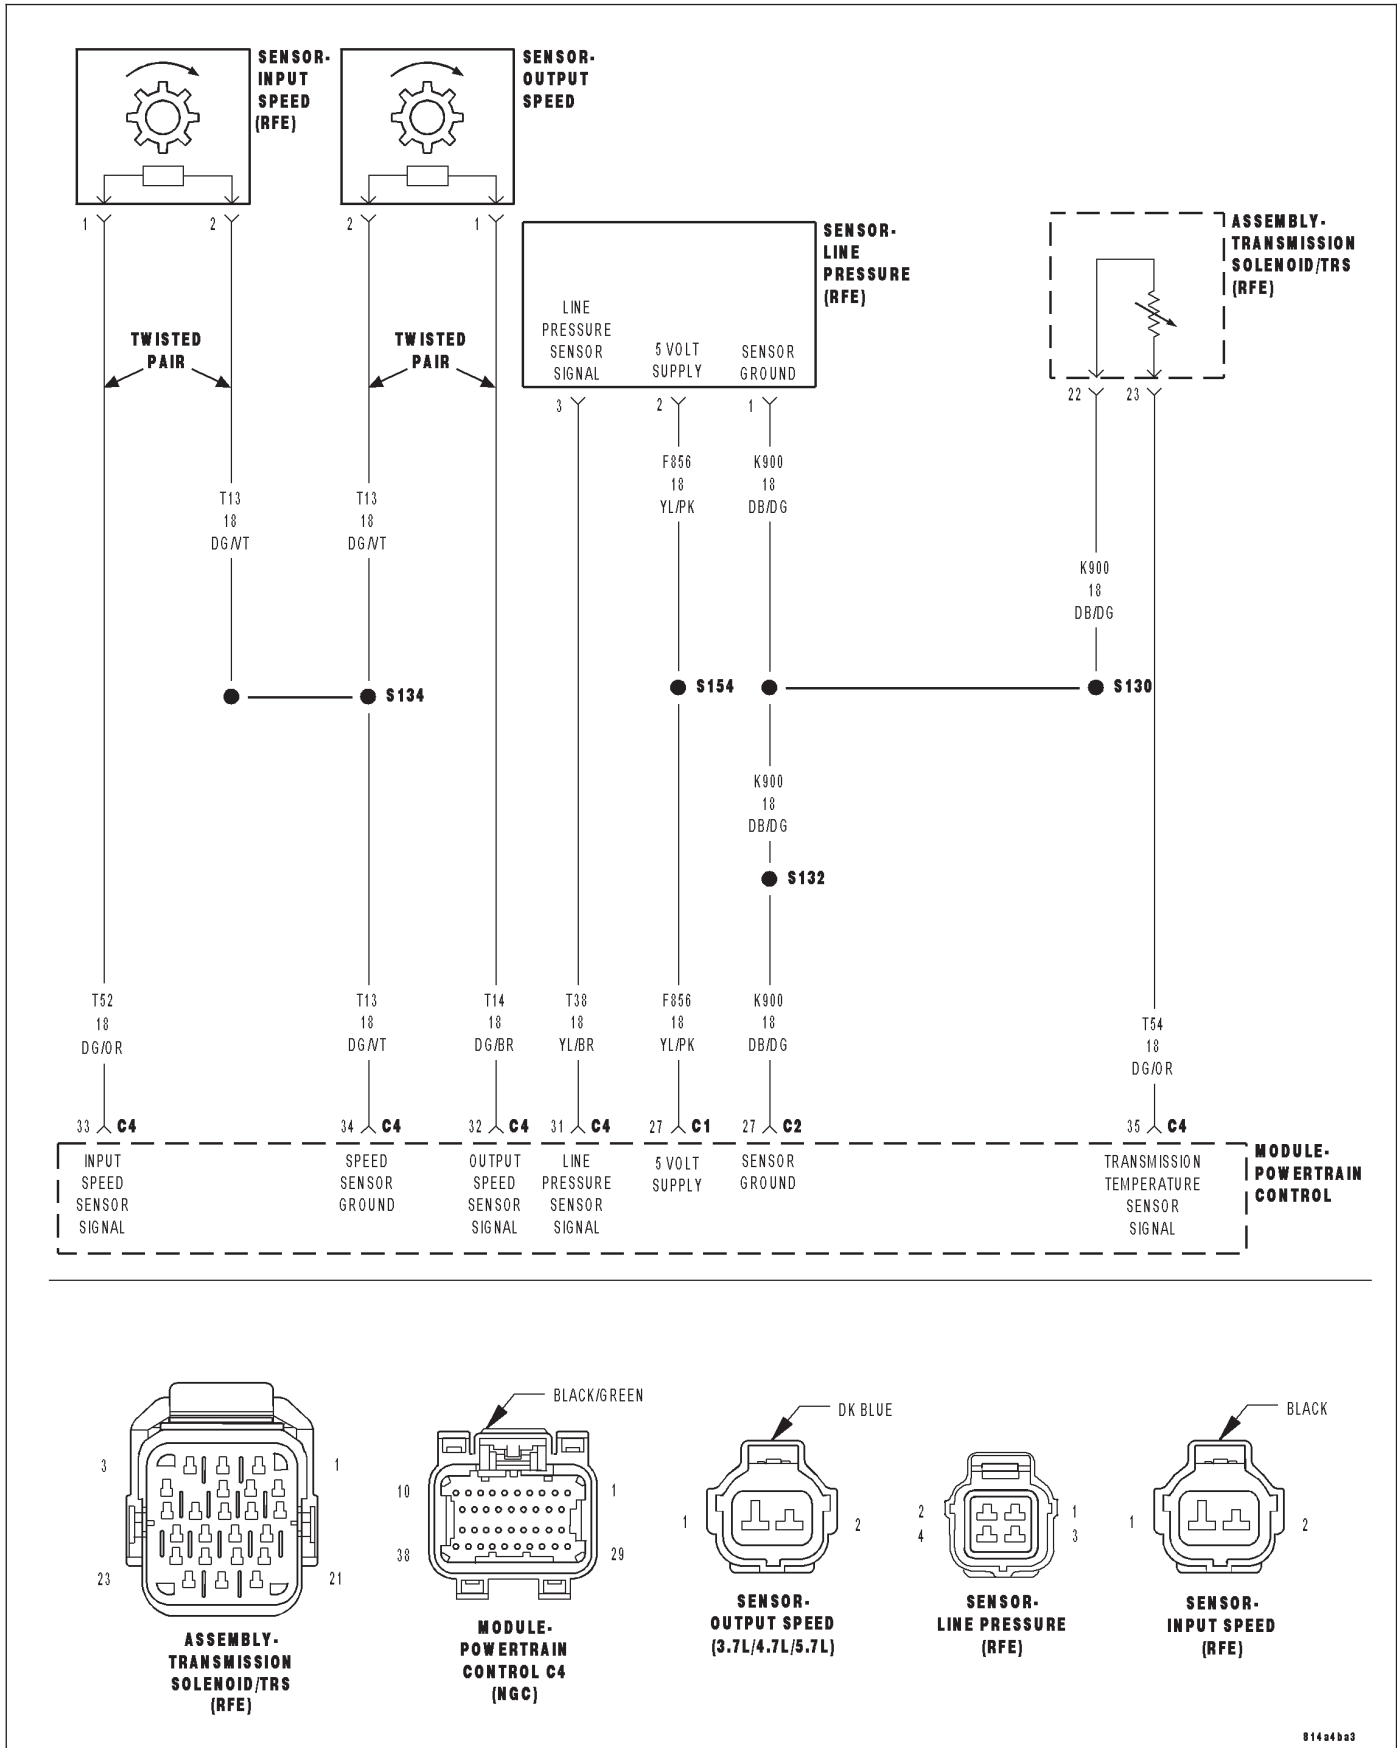 SENSOR-
INPUT
SPEED
(RFE)
SENSOR-
OUTPUT
SPEED
1
2
2
1
SENSOR-
LINE
PRESSURE
(RFE)
ASSEMBLY-
TRANSMISSION
SOLENOID/TRS
(RFE)
LINE
PRESSURE
SENSOR
SIGNAL
5 VOLT
SUPPLY
SENSOR
GROUND
TWISTED
PAIR
TWISTED
PAIR
3
2
1
22
23
T13
18
DG/VT
T13
18
DG/VT
F856
18
YL/PK
K900
18
DB/DG
K900
18
DB/DG
S134
S154
S130
K900
18
DB/DG
S132
T52
18
DG/OR
T13
18
DG/VT
T14
18
DG/BR
T38
18
YL/BR
F856
18
YL/PK
K900
18
DB/DG
T54
18
DG/OR
33 C4
34 C4
32 C4
31 C4
27 C1
27 C2
35 C4
INPUT
SPEED
SENSOR
SIGNAL
SPEED
SENSOR
GROUND
OUTPUT
SPEED
SENSOR
SIGNAL
LINE
PRESSURE
SENSOR
SIGNAL
5 VOLT
SUPPLY
SENSOR
GROUND
TRANSMISSION
TEMPERATURE
SENSOR
SIGNAL
MODULE-
POWERTRAIN
CONTROL
3
1
23
21
ASSEMBLY-
TRANSMISSION
SOLENOID/TRS
(RFE)
BLACK/GREEN
10
1
38
29
MODULE-
POWERTRAIN
CONTROL C4
(NGC)
DK BLUE
1
2
SENSOR-
OUTPUT SPEED
(3.7L/4.7L/5.7L)
2
1
4
3
SENSOR-
LINE PRESSURE
(RFE)
BLACK
1
2
SENSOR-
INPUT SPEED
(RFE)
814a4ba3